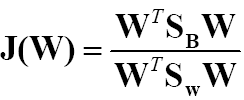 J(W) = W^T S_B W / W^T S_w W